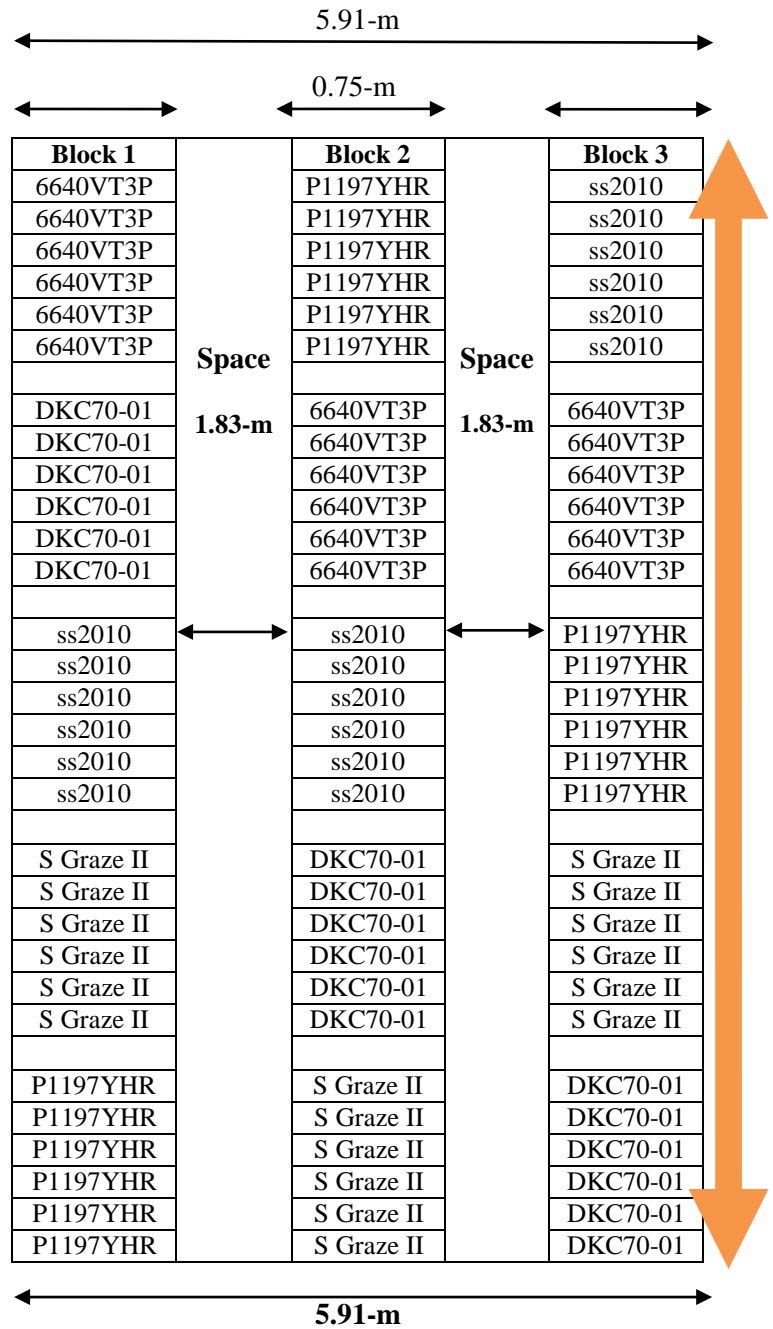 5.91-m
0.75-m
Block 1 Block 2 Block 3
6640VT3P P1197YHR ss2010
6640VT3P P1197YHR ss2010
6640VT3P P1197YHR ss2010
6640VT3P P1197YHR ss2010
6640VT3P P1197YHR ss2010
6640VT3P P1197YHR ss2010
Space Space
DKC70-01 6640VT3P 6640VT3P
1.83-m 1.83-m
DKC70-01 6640VT3P 6640VT3P
DKC70-01 6640VT3P 6640VT3P
DKC70-01 6640VT3P 6640VT3P
DKC70-01 6640VT3P 6640VT3P
DKC70-01 6640VT3P 6640VT3P
ss2010 ss2010 P1197YHR
ss2010 ss2010 P1197YHR
ss2010 ss2010 P1197YHR
ss2010 ss2010 P1197YHR
ss2010 ss2010 P1197YHR
ss2010 ss2010 P1197YHR
S Graze II DKC70-01 S Graze II
S Graze II DKC70-01 S Graze II
S Graze II DKC70-01 S Graze II
S Graze II DKC70-01 S Graze II
S Graze II DKC70-01 S Graze II
S Graze II DKC70-01 S Graze II
P1197YHR S Graze II DKC70-01
P1197YHR S Graze II DKC70-01
P1197YHR S Graze II DKC70-01
P1197YHR S Graze II DKC70-01
P1197YHR S Graze II DKC70-01
P1197YHR S Graze II DKC70-01
5.91-m